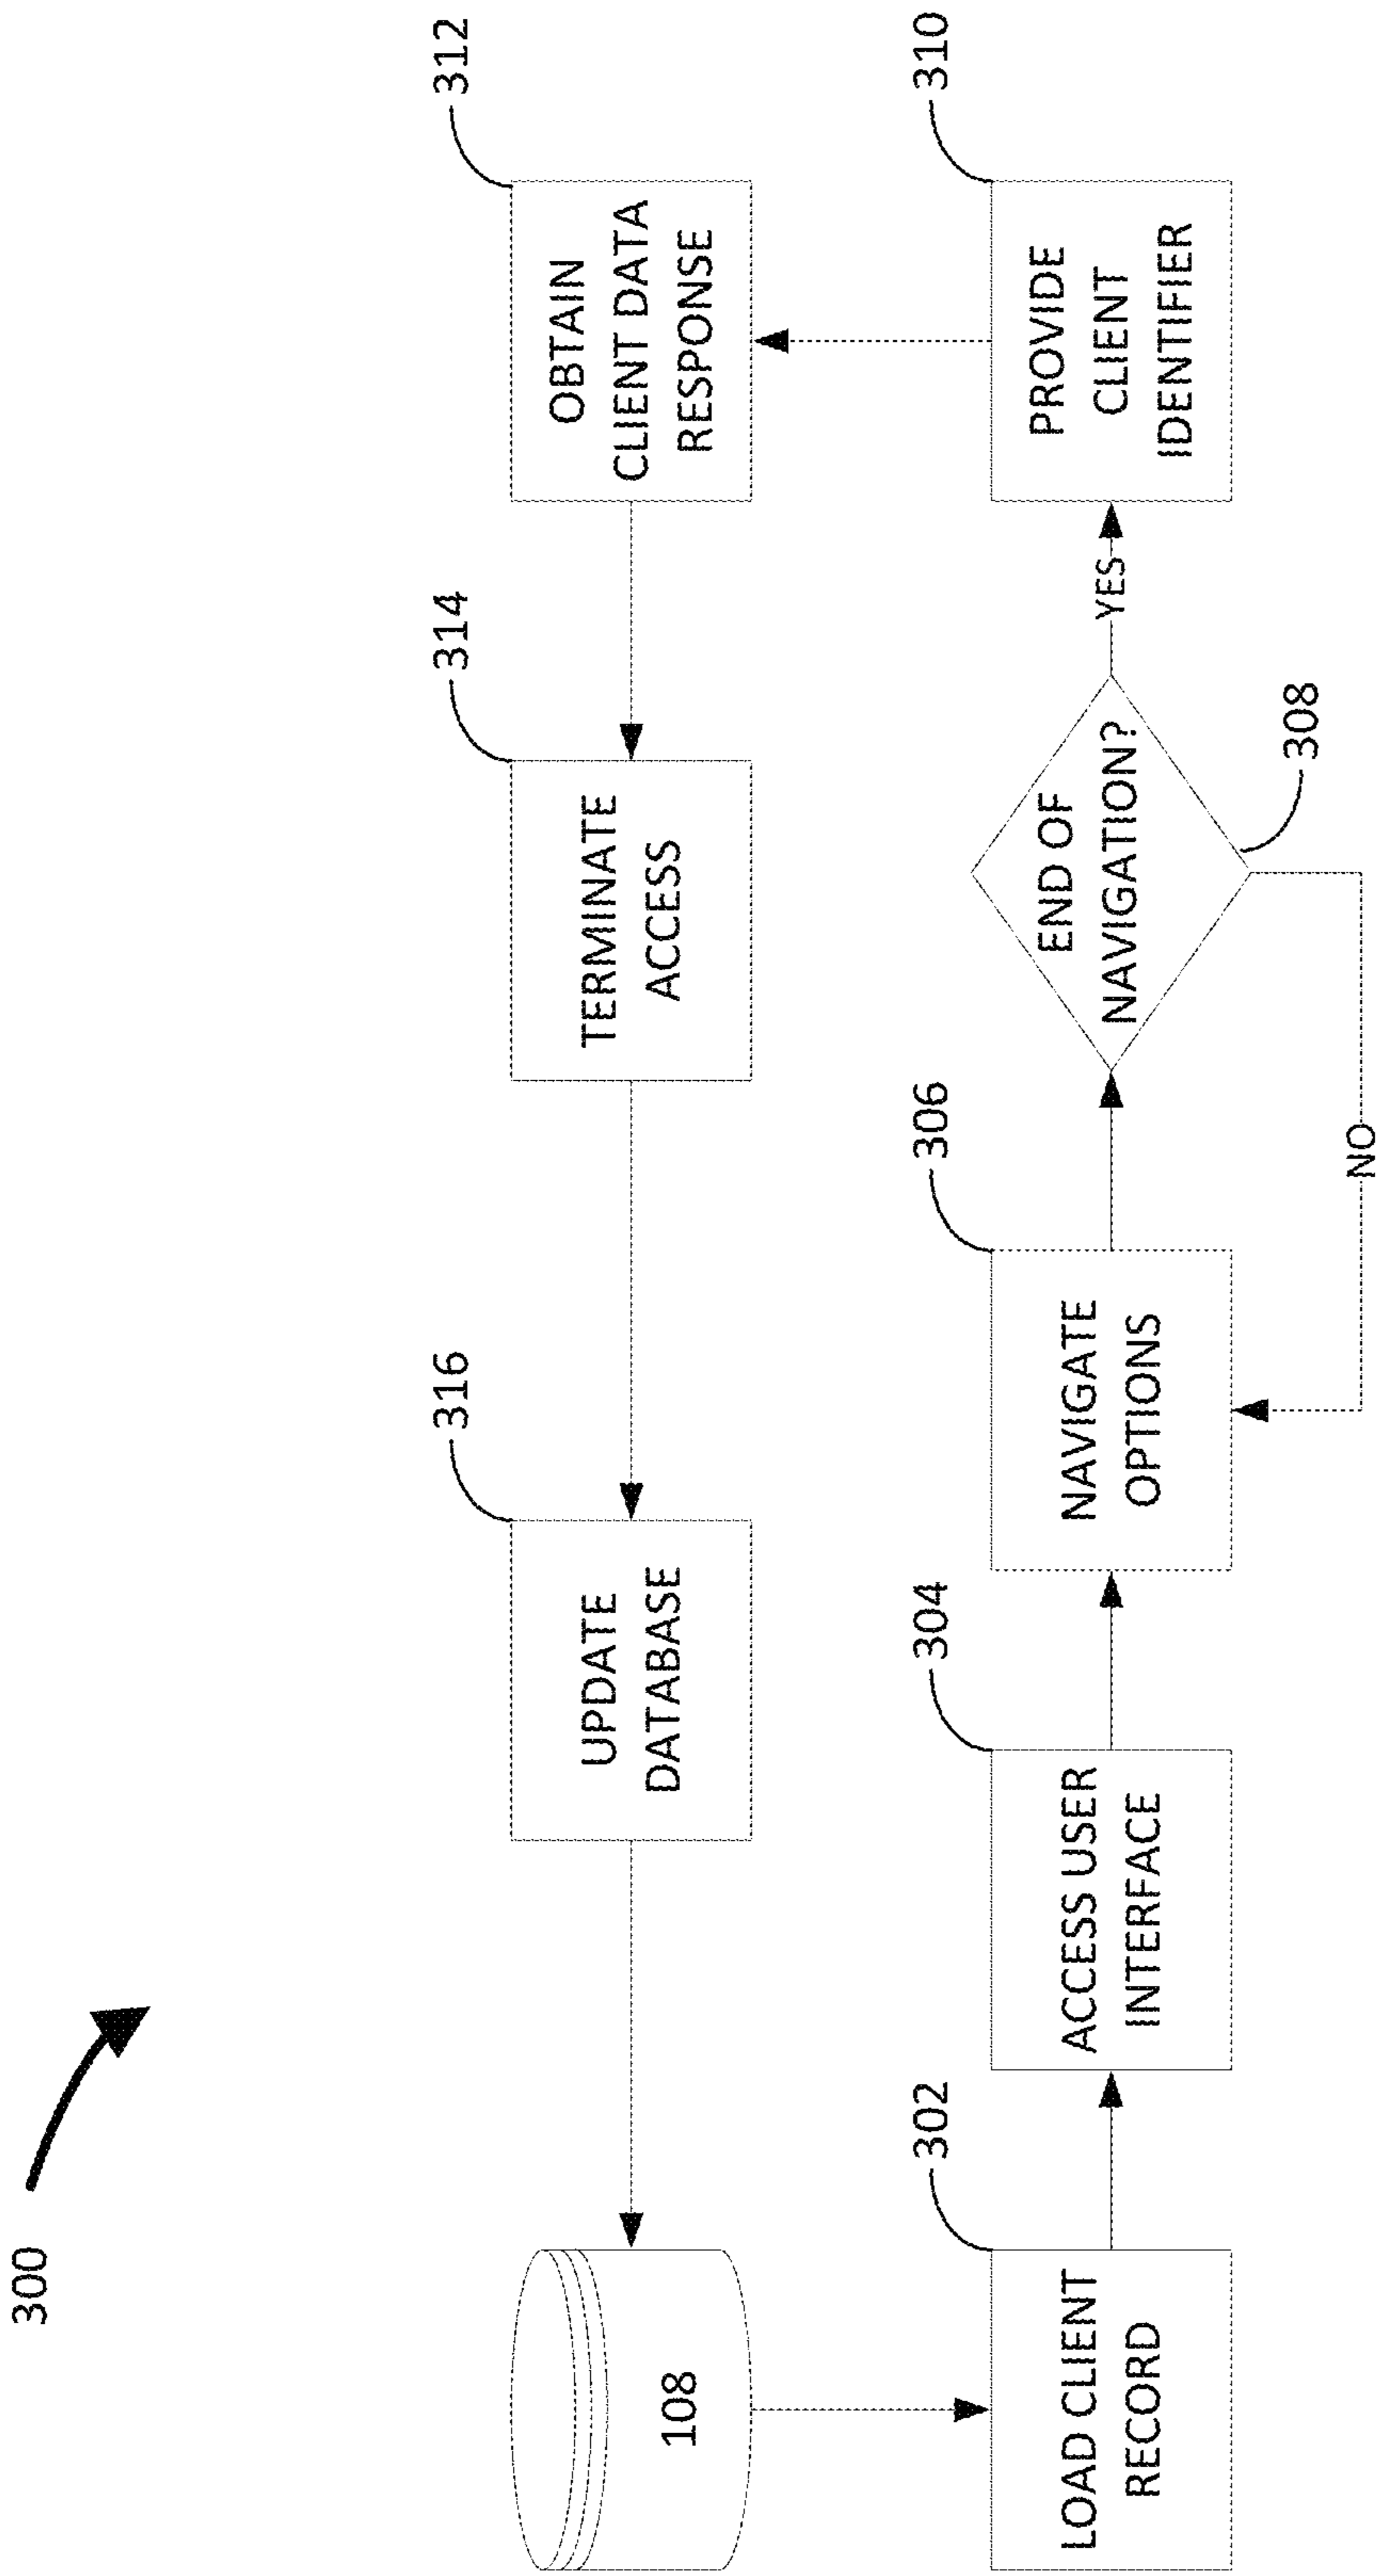 300
312
OBTAIN
CLIENT DATA
RESPONSE
314
TERMINATE
ACCESS
316
UPDATE
DATABASE
108
302
LOAD CLIENT
RECORD
304
ACCESS USER
INTERFACE
306
NAVIGATE
OPTIONS
308
END OF
NAVIGATION?
NO
YES
310
PROVIDE
CLIENT
IDENTIFIER